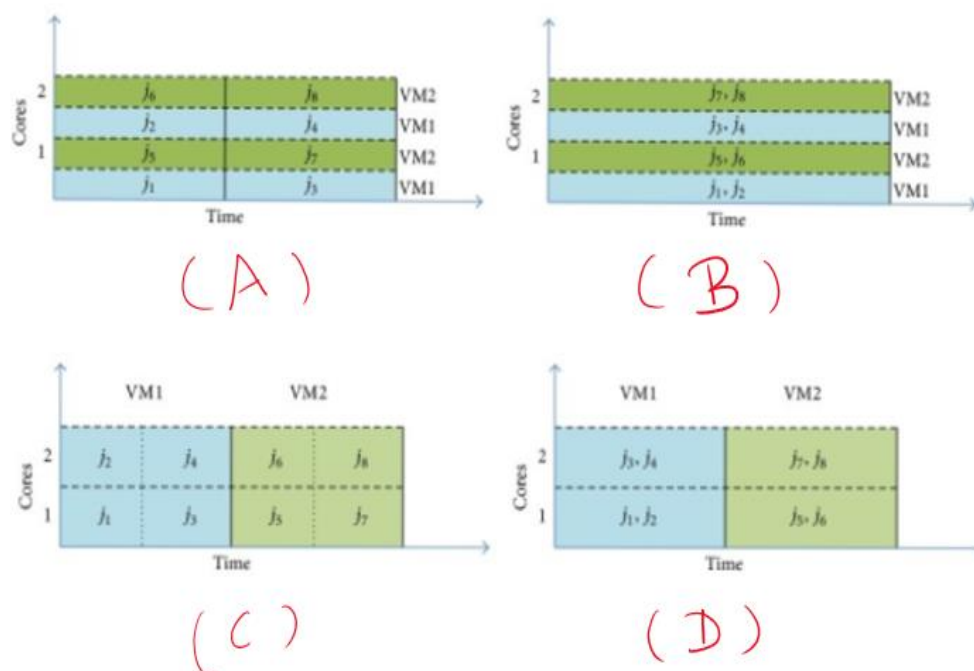 2
j6
j8
VM2
j2
j4
VM1
Cores
1
j5
j7
VM2
j1
j3
VM1
Time
(A)
2
j7, j8
VM2
j3, j4
VM1
Cores
1
j5, j6
VM2
j1, j2
VM1
Time
(B)
VM1
VM2
2
j2
j4
j6
j8
Cores
1
j1
j3
j5
j7
Time
(C)
VM1
VM2
2
j3, j4
j7, j8
Cores
1
j1, j2
j5, j6
Time
(D)